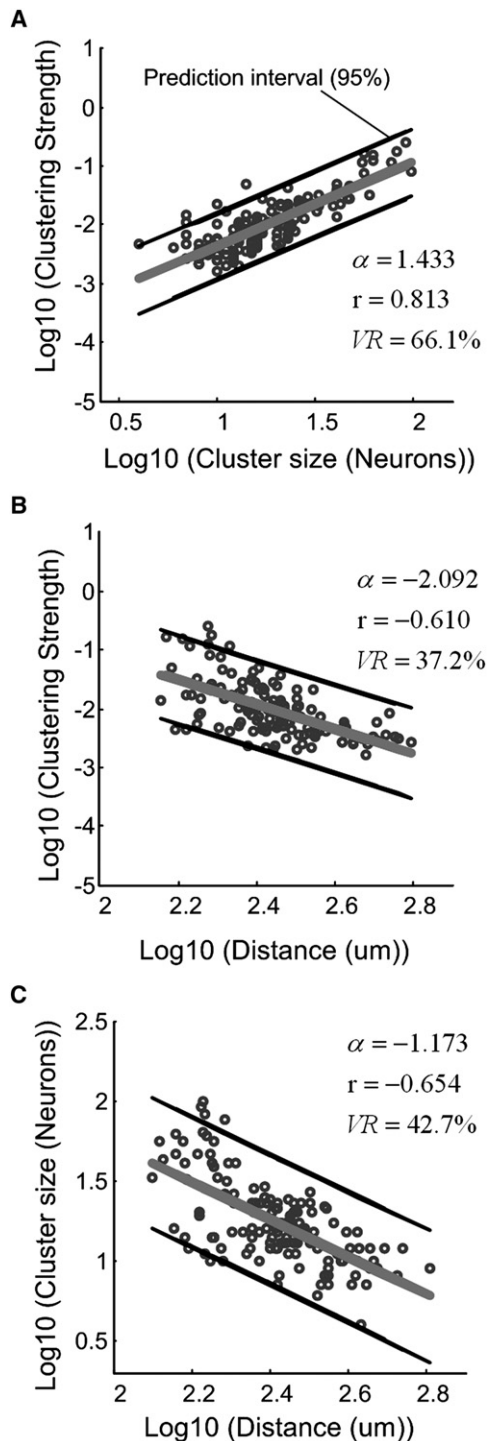 A
1
Prediction interval (95%)
0
-1
-2
-3
-4
-5
Log10 (Clustering Strength)
α = 1.433
r = 0.813
VR = 66.1%
0.5 1 1.5 2
Log10 (Cluster size (Neurons))
B
1
0
-1
-2
-3
-4
-5
Log10 (Clustering Strength)
α = −2.092
r = −0.610
VR = 37.2%
2 2.2 2.4 2.6 2.8
Log10 (Distance (um))
C
2.5
2
1.5
1
0.5
Log10 (Cluster size (Neurons))
α = −1.173
r = −0.654
VR = 42.7%
2 2.2 2.4 2.6 2.8
Log10 (Distance (um))